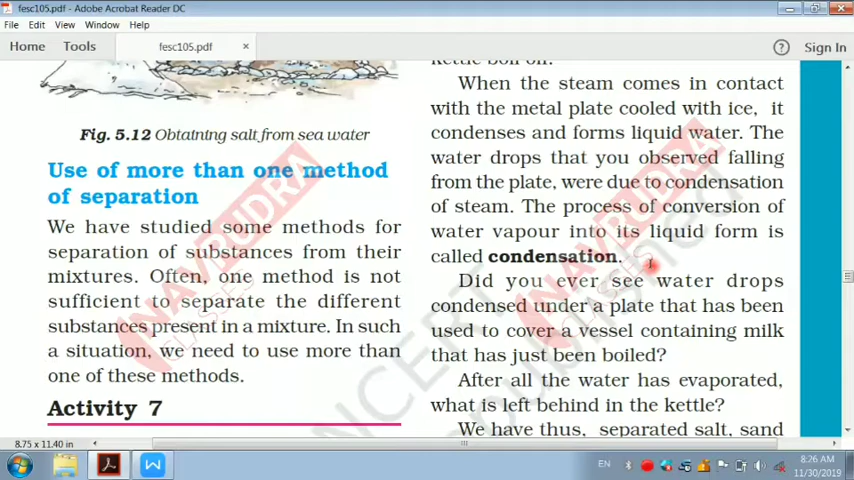 fesc105.pdf - Adobe Acrobat Reader DC
File Edit View Window Help
Home Tools fesc105.pdf × ? Sign In
Fig. 5.12 Obtaining salt from sea water
Use of more than one method
of separation
We have studied some methods for
separation of substances from their
mixtures. Often, one method is not
sufficient to separate the different
substances present in a mixture. In such
a situation, we need to use more than
one of these methods.
Activity 7
kettle boil off.
When the steam comes in contact
with the metal plate cooled with ice, it
condenses and forms liquid water. The
water drops that you observed falling
from the plate, were due to condensation
of steam. The process of conversion of
water vapour into its liquid form is
called condensation.
Did you ever see water drops
condensed under a plate that has been
used to cover a vessel containing milk
that has just been boiled?
After all the water has evaporated,
what is left behind in the kettle?
We have thus, separated salt, sand
NAVRUDRA
CLASSES
NAVRUDRA
CLASSES
NCERT
published
8.75 x 11.40 in
EN
8:26 AM
11/30/2019